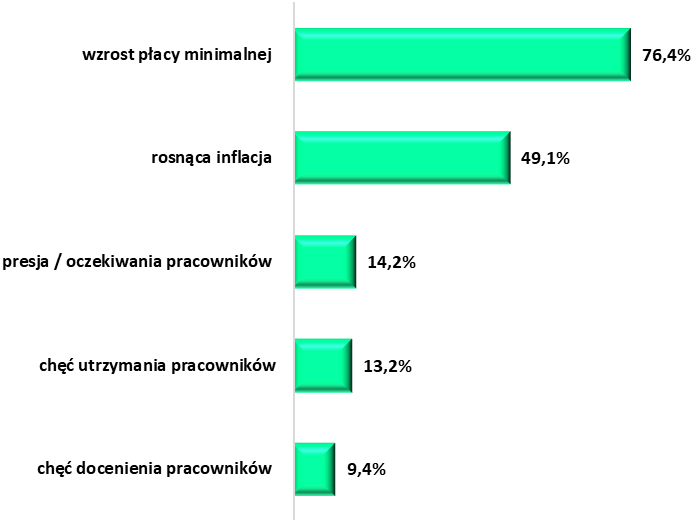 wzrost płacy minimalnej 76,4%
rosnąca inflacja 49,1%
presja / oczekiwania pracowników 14,2%
chęć utrzymania pracowników 13,2%
chęć docenienia pracowników 9,4%